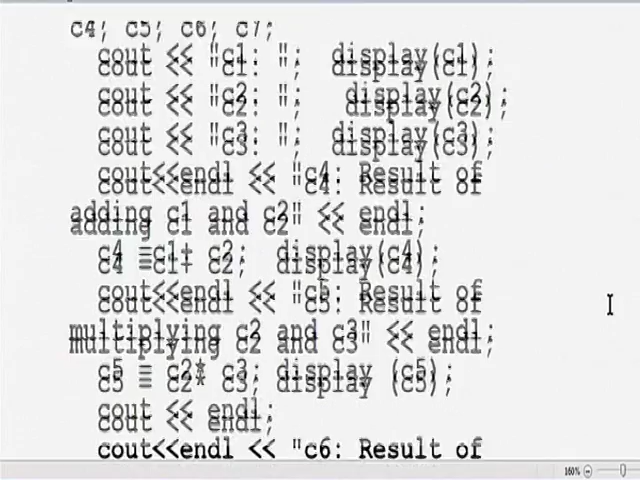 c4; c5; c6; c7;
cout << "c1: "; display(c1);
cout << "c2: "; display(c2);
cout << "c3: "; display(c3);
cout<<endl << "c4: Result of
adding c1 and c2" << endl;
c4 =c1+ c2; display(c4);
cout<<endl << "c5: Result of
multiplying c2 and c3" << endl;
c5 = c2* c3; display (c5);
cout << endl;
cout<<endl << "c6: Result of
160%